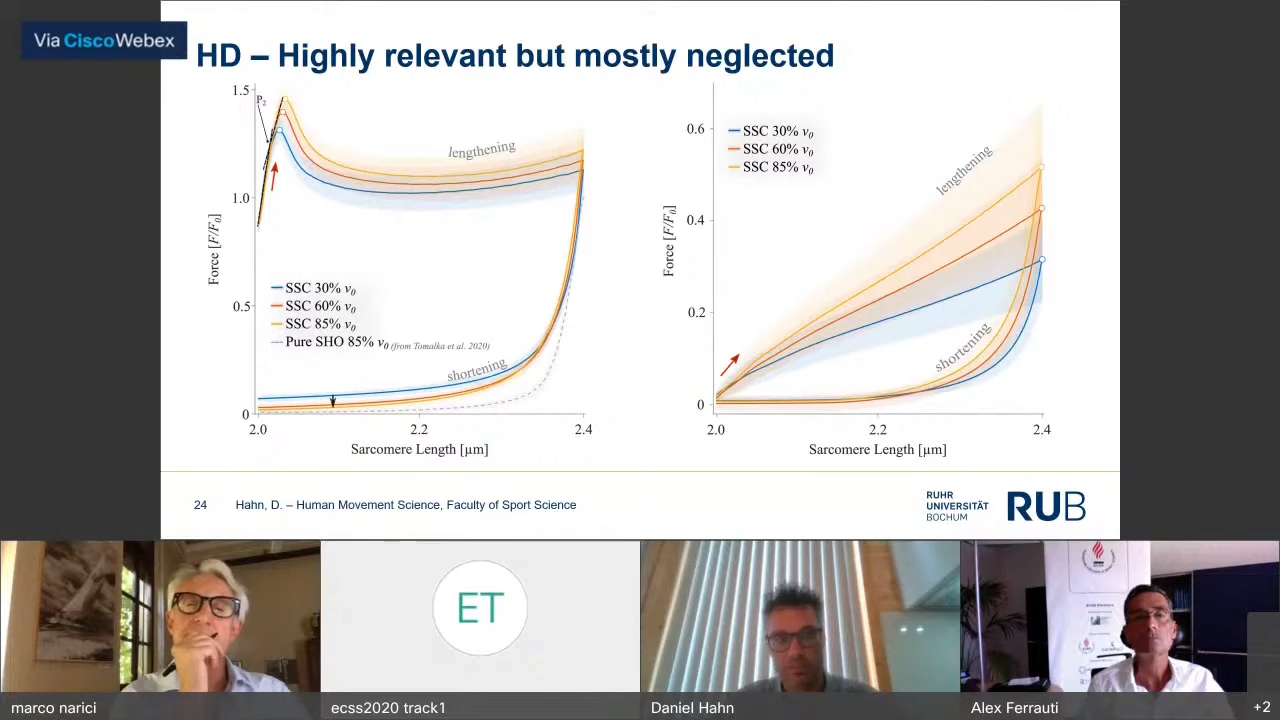 Via Cisco Webex
HD – Highly relevant but mostly neglected
1.5
P2
lengthening
1.0
Force [F/F0]
0.5
SSC 30% v0
SSC 60% v0
SSC 85% v0
Pure SHO 85% v0 (from Tomalka et al. 2020)
shortening
0
2.0
2.2
2.4
Sarcomere Length [µm]
0.6
SSC 30% v0
SSC 60% v0
SSC 85% v0
lengthening
0.4
Force [F/F0]
0.2
shortening
0
2.0
2.2
2.4
Sarcomere Length [µm]
24
Hahn, D. – Human Movement Science, Faculty of Sport Science
RUHR
UNIVERSITÄT
BOCHUM
RUB
ET
marco narici
ecss2020 track1
Daniel Hahn
Alex Ferrauti
+2